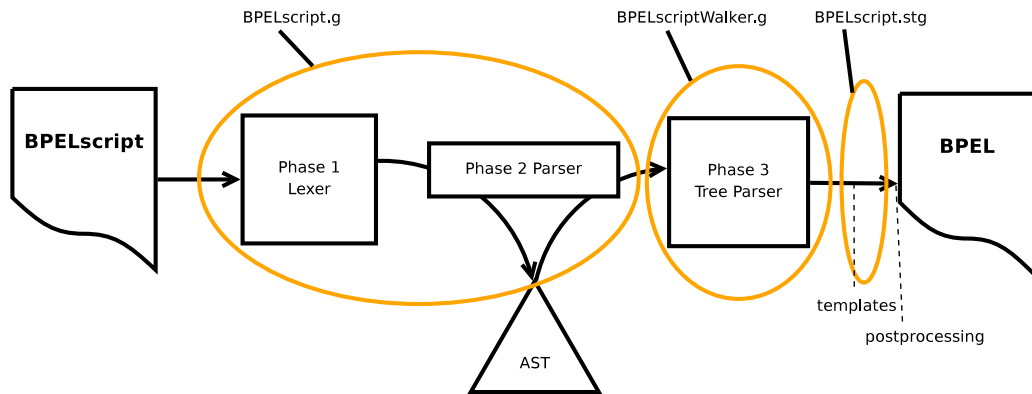 BPELscript.g
BPELscriptWalker.g
BPELscript.stg
BPELscript
Phase 1
Lexer
Phase 2 Parser
Phase 3
Tree Parser
BPEL
templates
postprocessing
AST